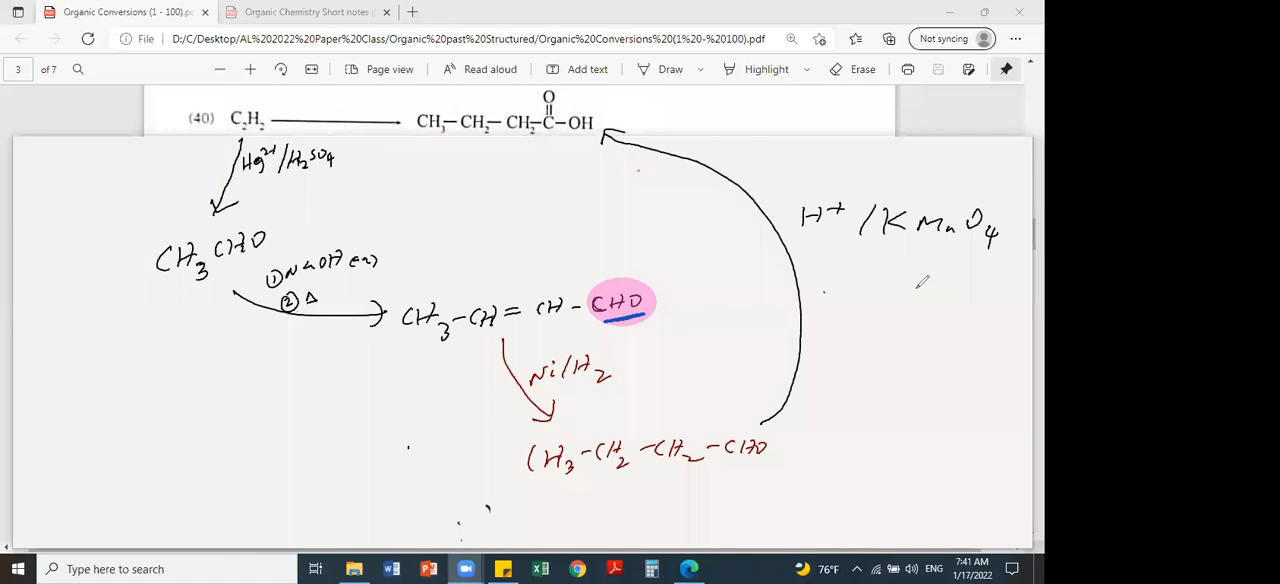 Organic Conversions (1 - 100).pc
Organic Chemistry Short notes
File
D:/C/Desktop/AL%202022%20Paper%20Class/Organic%20past%20Structured/Organic%20Conversions%20(1%20-%20100).pdf
Not syncing
3 of 7
Page view
Read aloud
Add text
Draw
Highlight
Erase
(40) C₂H₂ ⟶ CH₃–CH₂–CH₂–C(=O)–OH
Hg²⁺/H₂SO₄
H⁺/KMnO₄
CH₃CHO
① NaOH
② Δ
CH₃–CH=CH–CHO
Ni/H₂
CH₃–CH₂–CH₂–CHO
Type here to search
76°F
ENG
7:41 AM
1/17/2022